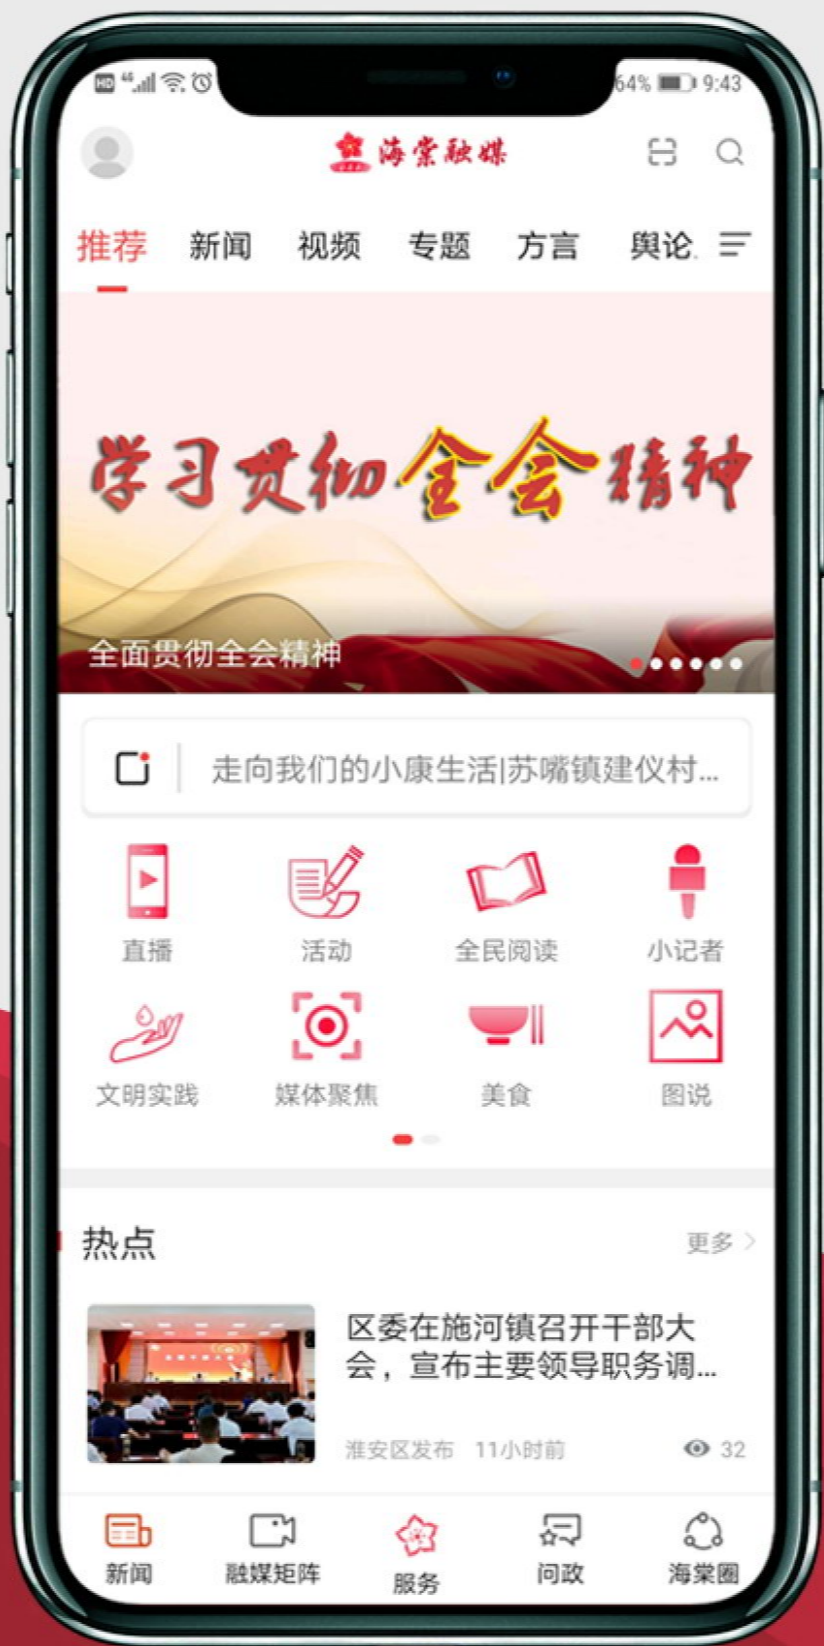 HD 4G 64% 9:43
海棠融媒
推荐 新闻 视频 专题 方言 舆论
学习贯彻全会精神
全面贯彻全会精神
走向我们的小康生活|苏嘴镇建仪村...
直播 活动 全民阅读 小记者
文明实践 媒体聚焦 美食 图说
热点 更多
区委在施河镇召开干部大
会，宣布主要领导职务调...
淮安区发布 11小时前 32
新闻 融媒矩阵 服务 问政 海棠圈